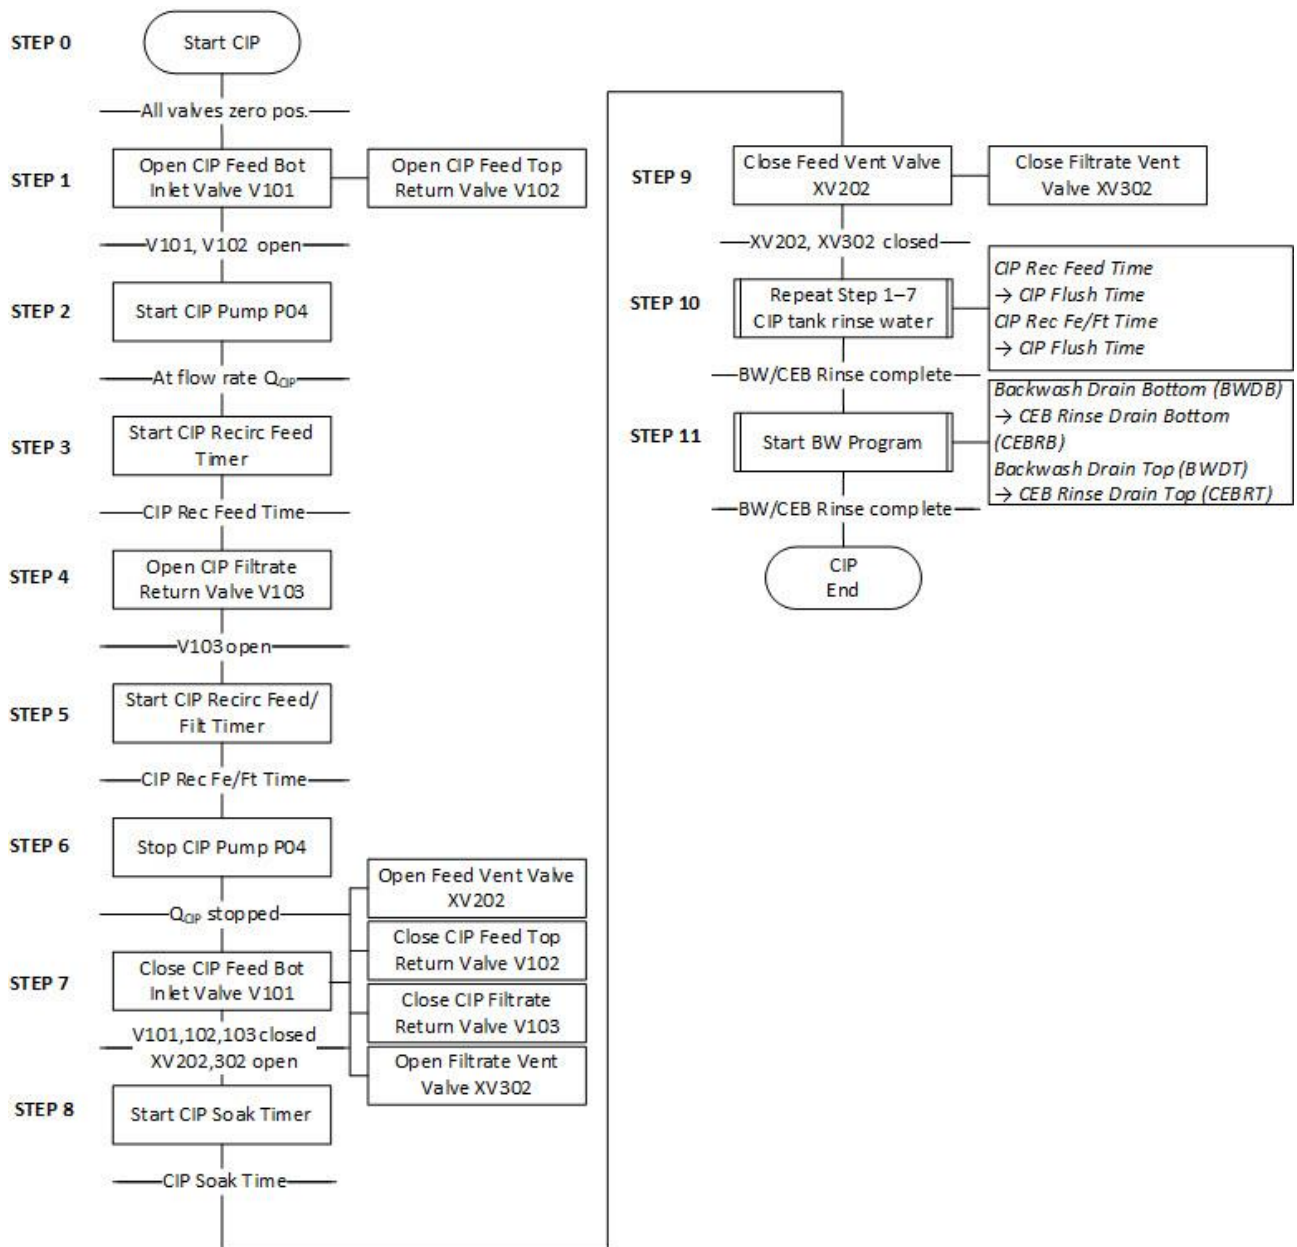 STEP 0
Start CIP
All valves zero pos.
STEP 1
Open CIP Feed Bot
Inlet Valve V101
Open CIP Feed Top
Return Valve V102
V101, V102 open
STEP 2
Start CIP Pump P04
At flow rate QCIP
STEP 3
Start CIP Recirc Feed
Timer
CIP Rec Feed Time
STEP 4
Open CIP Filtrate
Return Valve V103
V103 open
STEP 5
Start CIP Recirc Feed/
Filt Timer
CIP Rec Fe/Ft Time
STEP 6
Stop CIP Pump P04
QCIP stopped
Open Feed Vent Valve
XV202
Close CIP Feed Top
Return Valve V102
STEP 7
Close CIP Feed Bot
Inlet Valve V101
Close CIP Filtrate
Return Valve V103
Open Filtrate Vent
Valve XV302
V101,102,103 closed
XV202,302 open
STEP 8
Start CIP Soak Timer
CIP Soak Time
STEP 9
Close Feed Vent Valve
XV202
Close Filtrate Vent
Valve XV302
XV202, XV302 closed
STEP 10
Repeat Step 1–7
CIP tank rinse water
CIP Rec Feed Time
→ CIP Flush Time
CIP Rec Fe/Ft Time
→ CIP Flush Time
BW/CEB Rinse complete
STEP 11
Start BW Program
Backwash Drain Bottom (BWDB)
→ CEB Rinse Drain Bottom
(CEBRB)
Backwash Drain Top (BWDT)
→ CEB Rinse Drain Top (CEBRT)
BW/CEB Rinse complete
CIP
End